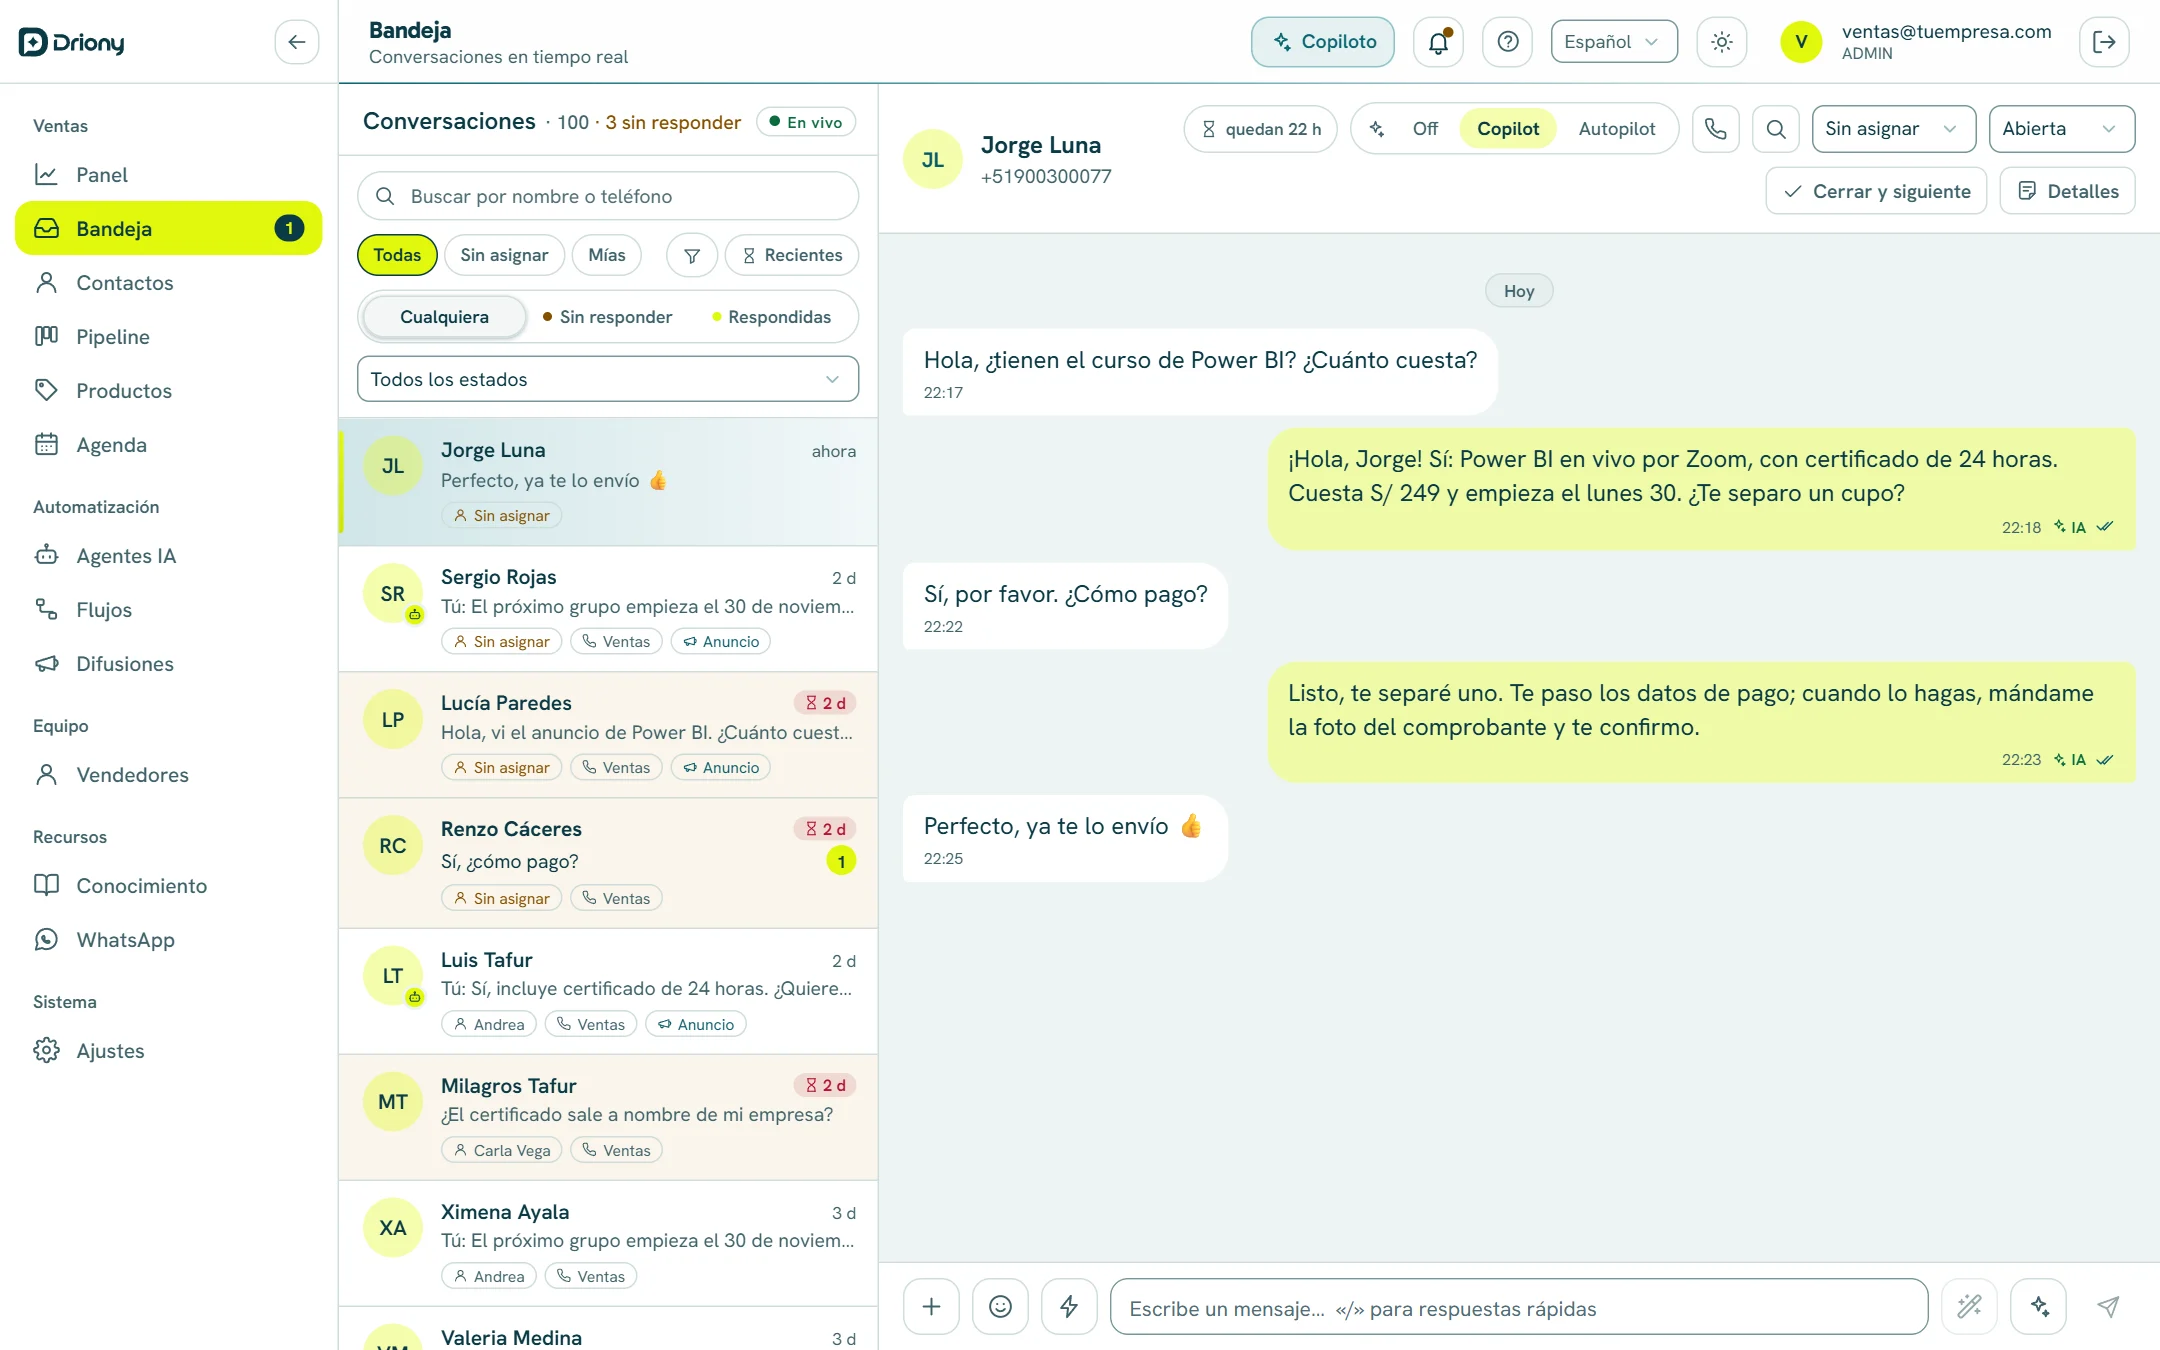 Driony
Ventas
Panel
Bandeja
1
Contactos
Pipeline
Productos
Agenda
Automatización
Agentes IA
Flujos
Difusiones
Equipo
Vendedores
Recursos
Conocimiento
WhatsApp
Sistema
Ajustes
Bandeja
Conversaciones en tiempo real
Copiloto
Español
V
ventas@tuempresa.com
ADMIN
Conversaciones · 100 · 3 sin responder
En vivo
Buscar por nombre o teléfono
Todas
Sin asignar
Mías
Recientes
Cualquiera
Sin responder
Respondidas
Todos los estados
JL
Jorge Luna
ahora
Perfecto, ya te lo envío 👍
Sin asignar
SR
Sergio Rojas
2 d
Tú: El próximo grupo empieza el 30 de noviem...
Sin asignar
Ventas
Anuncio
LP
Lucía Paredes
2 d
Hola, vi el anuncio de Power BI. ¿Cuánto cuest...
Sin asignar
Ventas
Anuncio
RC
Renzo Cáceres
2 d
Sí, ¿cómo pago?
1
Sin asignar
Ventas
LT
Luis Tafur
2 d
Tú: Sí, incluye certificado de 24 horas. ¿Quiere...
Andrea
Ventas
Anuncio
MT
Milagros Tafur
2 d
¿El certificado sale a nombre de mi empresa?
Carla Vega
Ventas
XA
Ximena Ayala
3 d
Tú: El próximo grupo empieza el 30 de noviem...
Andrea
Ventas
VM
Valeria Medina
3 d
JL
Jorge Luna
+51900300077
quedan 22 h
Off
Copilot
Autopilot
Sin asignar
Abierta
Cerrar y siguiente
Detalles
Hoy
Hola, ¿tienen el curso de Power BI? ¿Cuánto cuesta?
22:17
¡Hola, Jorge! Sí: Power BI en vivo por Zoom, con certificado de 24 horas.
Cuesta S/ 249 y empieza el lunes 30. ¿Te separo un cupo?
22:18 IA
Sí, por favor. ¿Cómo pago?
22:22
Listo, te separé uno. Te paso los datos de pago; cuando lo hagas, mándame
la foto del comprobante y te confirmo.
22:23 IA
Perfecto, ya te lo envío 👍
22:25
Escribe un mensaje... «/» para respuestas rápidas